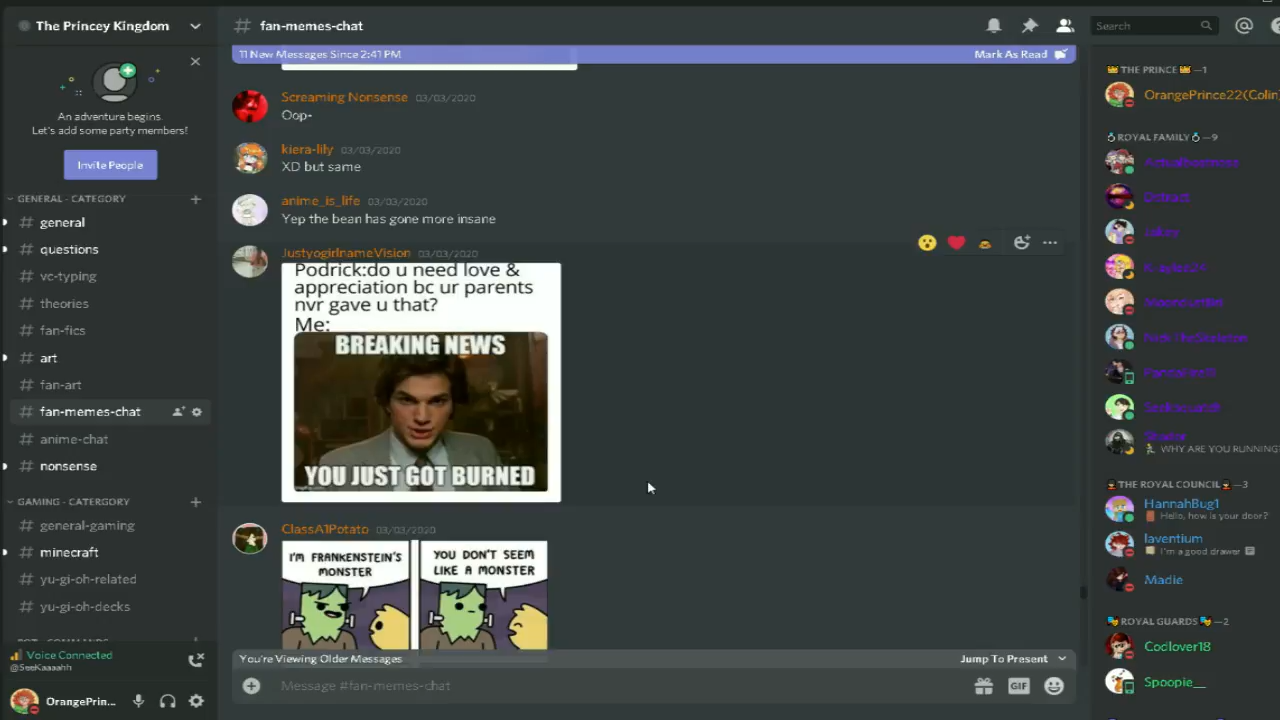 The Princey Kingdom
An adventure begins.
Let's add some party members!
Invite People
GENERAL - CATEGORY
general
questions
vc-typing
theories
fan-fics
art
fan-art
fan-memes-chat
anime-chat
nonsense
GAMING - CATERGORY
general-gaming
minecraft
yu-gi-oh-related
yu-gi-oh-decks
Voice Connected
@SeeKaaaahh
OrangePrin...
# fan-memes-chat
11 New Messages Since 2:41 PM
Mark As Read
Screaming Nonsense 03/03/2020
Oop-
kiera-lily 03/03/2020
XD but same
anime_is_life 03/03/2020
Yep the bean has gone more insane
JustyogirlnameVision 03/03/2020
Podrick:do u need love &
appreciation bc ur parents
nvr gave u that?
Me:
BREAKING NEWS
YOU JUST GOT BURNED
ClassA1Potato 03/03/2020
I'M FRANKENSTEIN'S
MONSTER
YOU DON'T SEEM
LIKE A MONSTER
You're Viewing Older Messages
Jump To Present
Message #fan-memes-chat
GIF
Search
THE PRINCE —1
OrangePrince22(Colin
ROYAL FAMILY —9
WHY ARE YOU RUNNING?
THE ROYAL COUNCIL —3
HannahBug1
Hello, how is your door?
laventium
I'm a good drawer
Madie
ROYAL GUARDS —2
Codlover18
Spoopie__